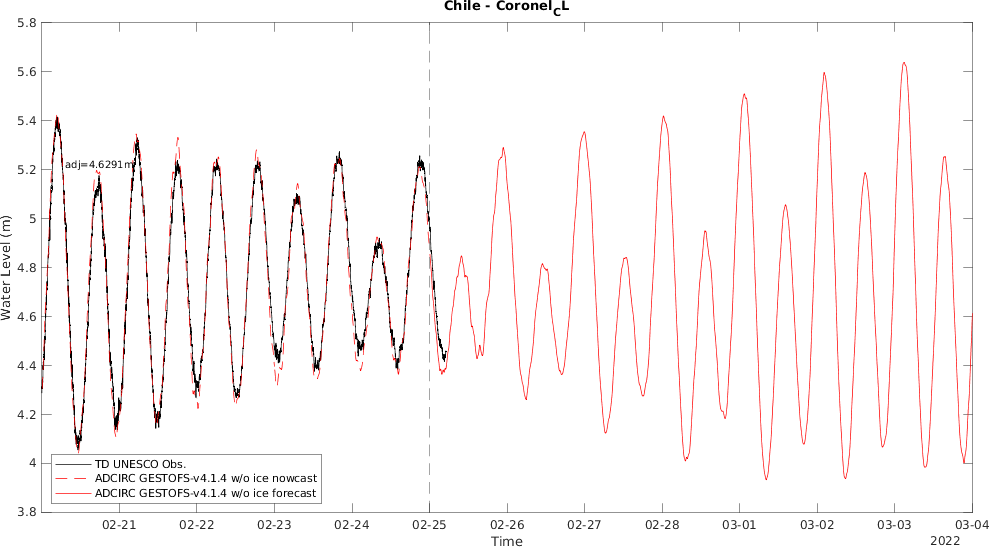 Chile - Coronel_CL
5.8
5.6
5.4
5.2
5
4.8
4.6
4.4
4.2
4
3.8
Water Level (m)
adj=4.6291m
TD UNESCO Obs.
ADCIRC GESTOFS-v4.1.4 w/o ice nowcast
ADCIRC GESTOFS-v4.1.4 w/o ice forecast
02-21 02-22 02-23 02-24 02-25 02-26 02-27 02-28 03-01 03-02 03-03 03-04
Time
2022